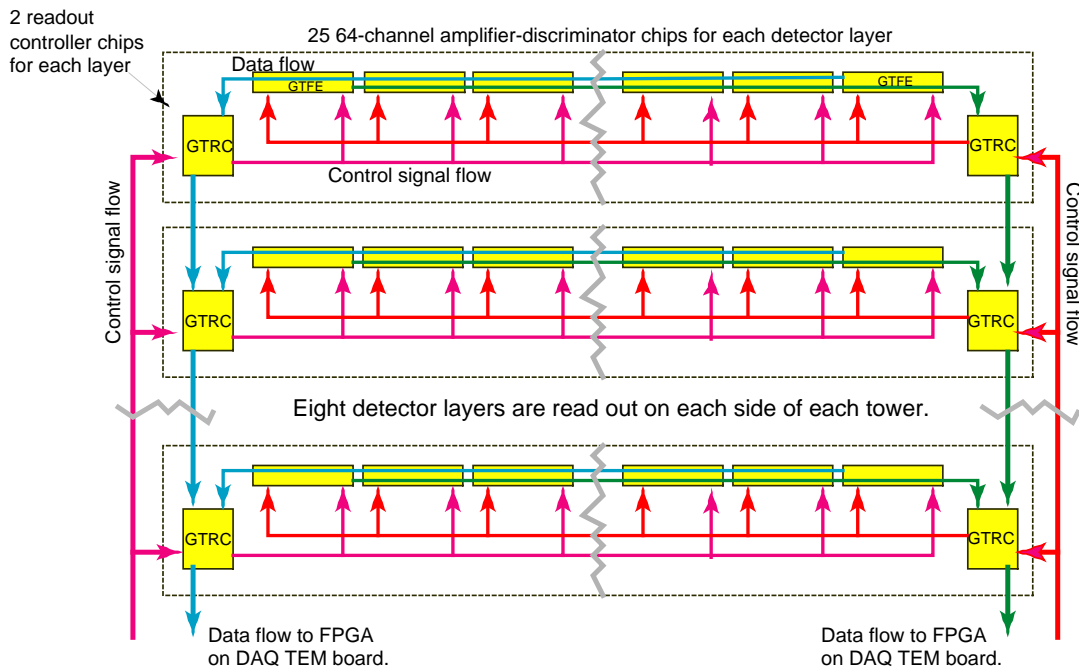 2 readout
controller chips
for each layer
25 64-channel amplifier-discriminator chips for each detector layer
Data flow
GTFE
GTFE
GTRC
GTRC
Control signal flow
Control signal flow
Control signal flow
GTRC
GTRC
Eight detector layers are read out on each side of each tower.
GTRC
GTRC
Data flow to FPGA
on DAQ TEM board.
Data flow to FPGA
on DAQ TEM board.